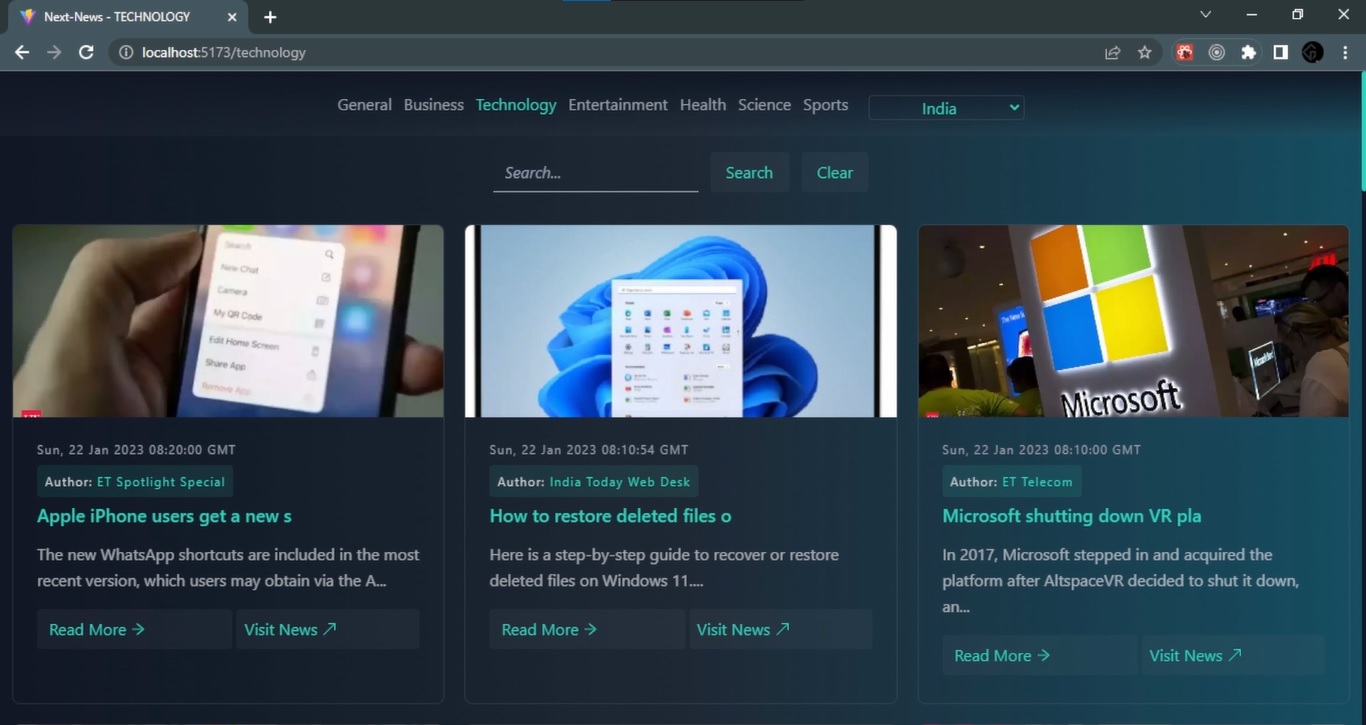 Next-News - TECHNOLOGY
localhost:5173/technology
General Business Technology Entertainment Health Science Sports India
Search... Search Clear
Search
New Chat
Camera
My QR Code
Edit Home Screen
Share App
Remove App
Microsoft
Sun, 22 Jan 2023 08:20:00 GMT
Author: ET Spotlight Special
Apple iPhone users get a new s
The new WhatsApp shortcuts are included in the most
recent version, which users may obtain via the A...
Read More → Visit News ↗
Sun, 22 Jan 2023 08:10:54 GMT
Author: India Today Web Desk
How to restore deleted files o
Here is a step-by-step guide to recover or restore
deleted files on Windows 11....
Read More → Visit News ↗
Sun, 22 Jan 2023 08:10:00 GMT
Author: ET Telecom
Microsoft shutting down VR pla
In 2017, Microsoft stepped in and acquired the
platform after AltspaceVR decided to shut it down,
an...
Read More → Visit News ↗